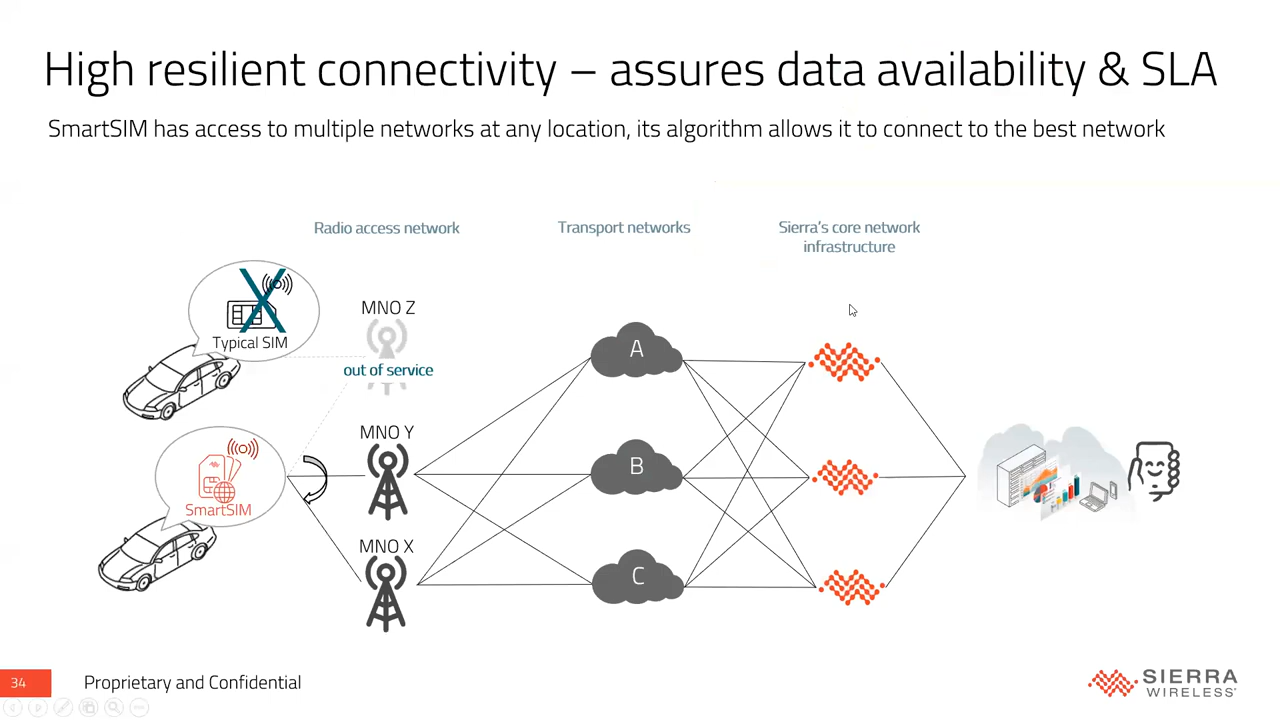 High resilient connectivity – assures data availability & SLA
SmartSIM has access to multiple networks at any location, its algorithm allows it to connect to the best network
Radio access network
Transport networks
Sierra's core network
infrastructure
Typical SIM
MNO Z
out of service
A
SmartSIM
MNO Y
B
MNO X
C
34
Proprietary and Confidential
SIERRA
WIRELESS